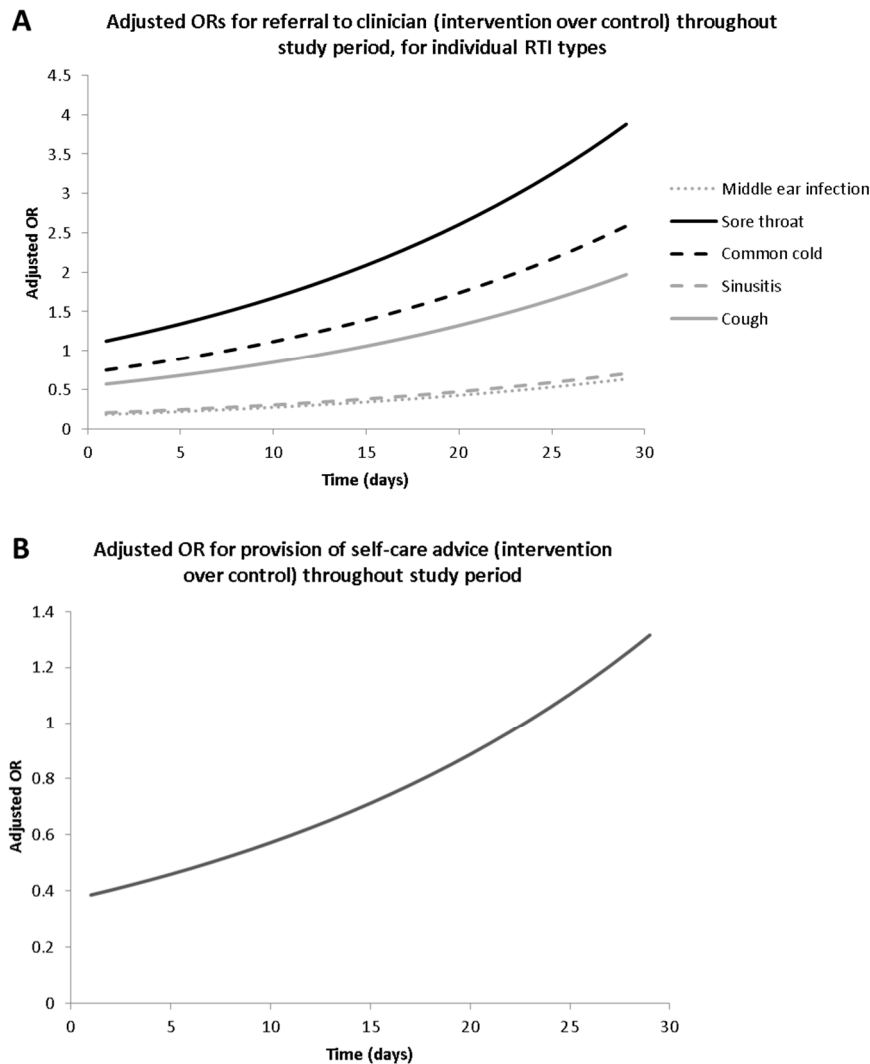 A
Adjusted ORs for referral to clinician (intervention over control) throughout
study period, for individual RTI types
4.5
4
3.5
3
2.5
2
1.5
1
0.5
0
Adjusted OR
0 5 10 15 20 25 30
Time (days)
Middle ear infection
Sore throat
Common cold
Sinusitis
Cough
B
Adjusted OR for provision of self-care advice (intervention
over control) throughout study period
1.4
1.2
1
0.8
0.6
0.4
0.2
0
Adjusted OR
0 5 10 15 20 25 30
Time (days)